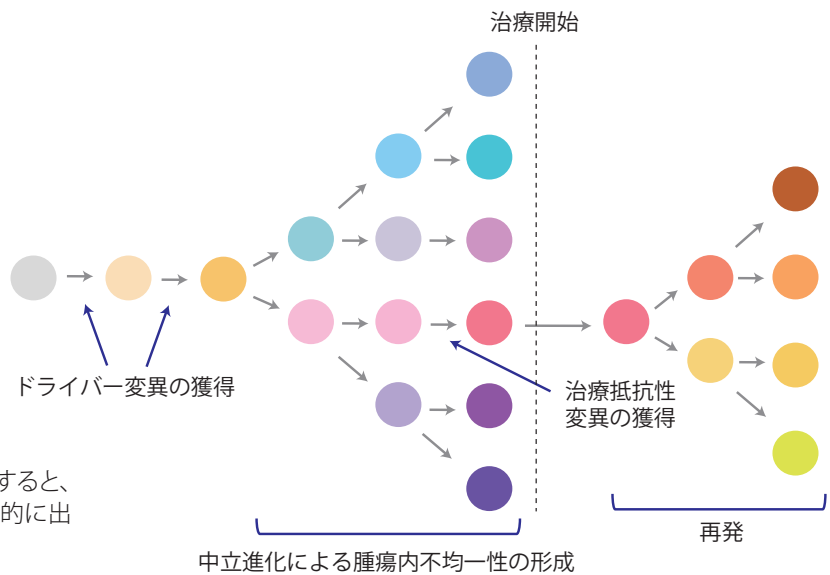 治療開始
ドライバー変異の獲得
治療抵抗性
変異の獲得
すると、
的に出
再発
中立進化による腫瘍内不均一性の形成